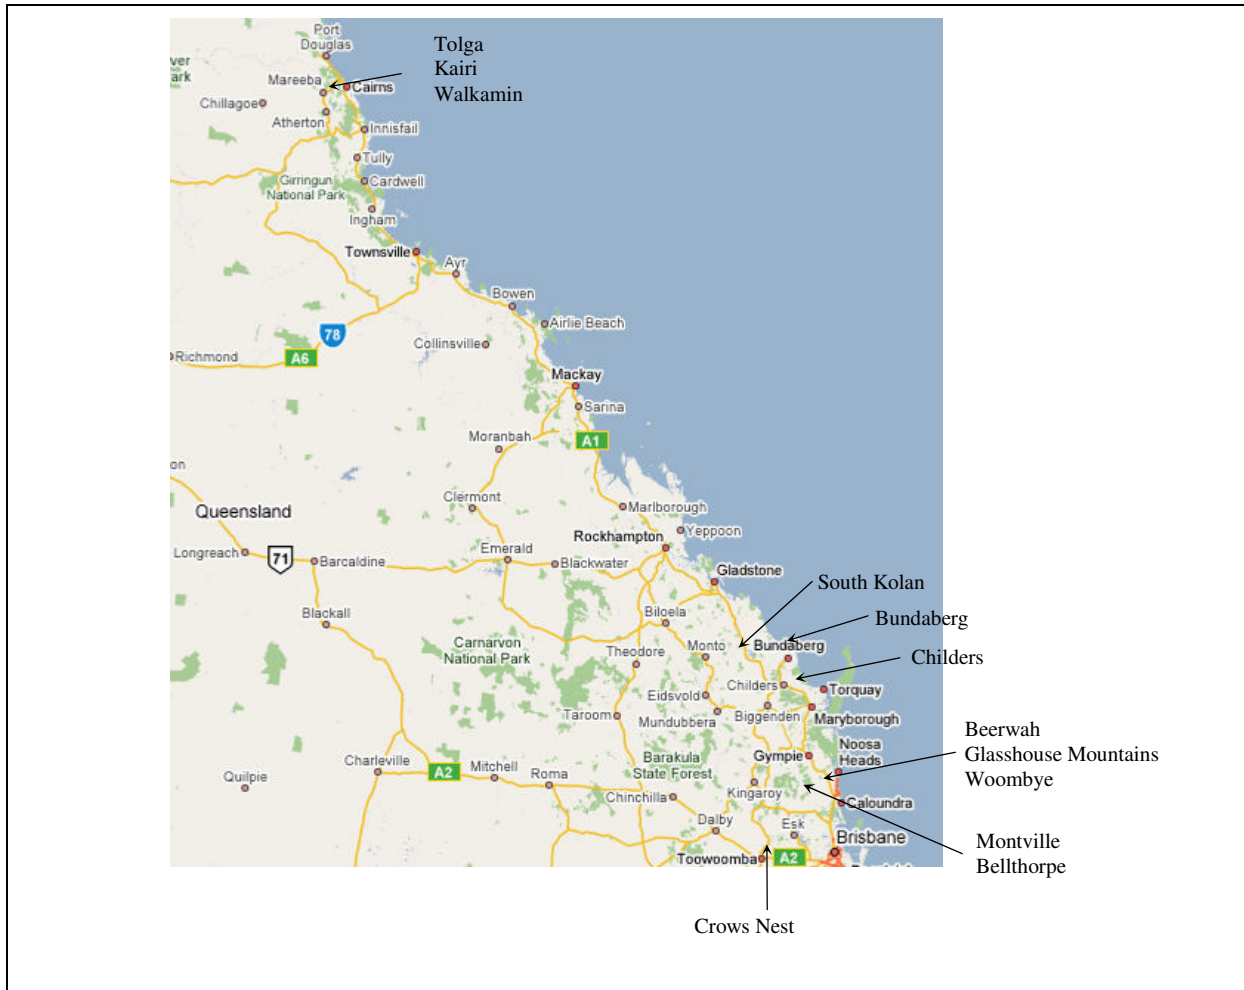 Port
Douglas
Tolga
Kairi
Walkamin
ver
ark
Mareeba
Cairns
Chillagoe
Atherton
Innisfail
Tully
Girringun
National Park
Cardwell
Ingham
Townsville
Ayr
Bowen
Airlie Beach
78
Collinsville
Richmond
A6
Mackay
Sarina
Moranbah
A1
on
Clermont
Marlborough
Queensland
Rockhampton
Yeppoon
Longreach
71
Barcaldine
Emerald
Blackwater
Gladstone
South Kolan
Blackall
Biloela
Bundaberg
Carnarvon
National Park
Theodore
Monto
Bundaberg
Childers
Eidsvold
Childers
Torquay
Taroom
Mundubbera
Biggenden
Maryborough
Beerwah
Glasshouse Mountains
Woombye
Noosa
Heads
Gympie
Barakula
State Forest
Charleville
A2
Mitchell
Roma
Quilpie
Chinchilla
Kingaroy
Caloundra
Dalby
Esk
Brisbane
Montville
Bellthorpe
Toowoomba
A2
Crows Nest